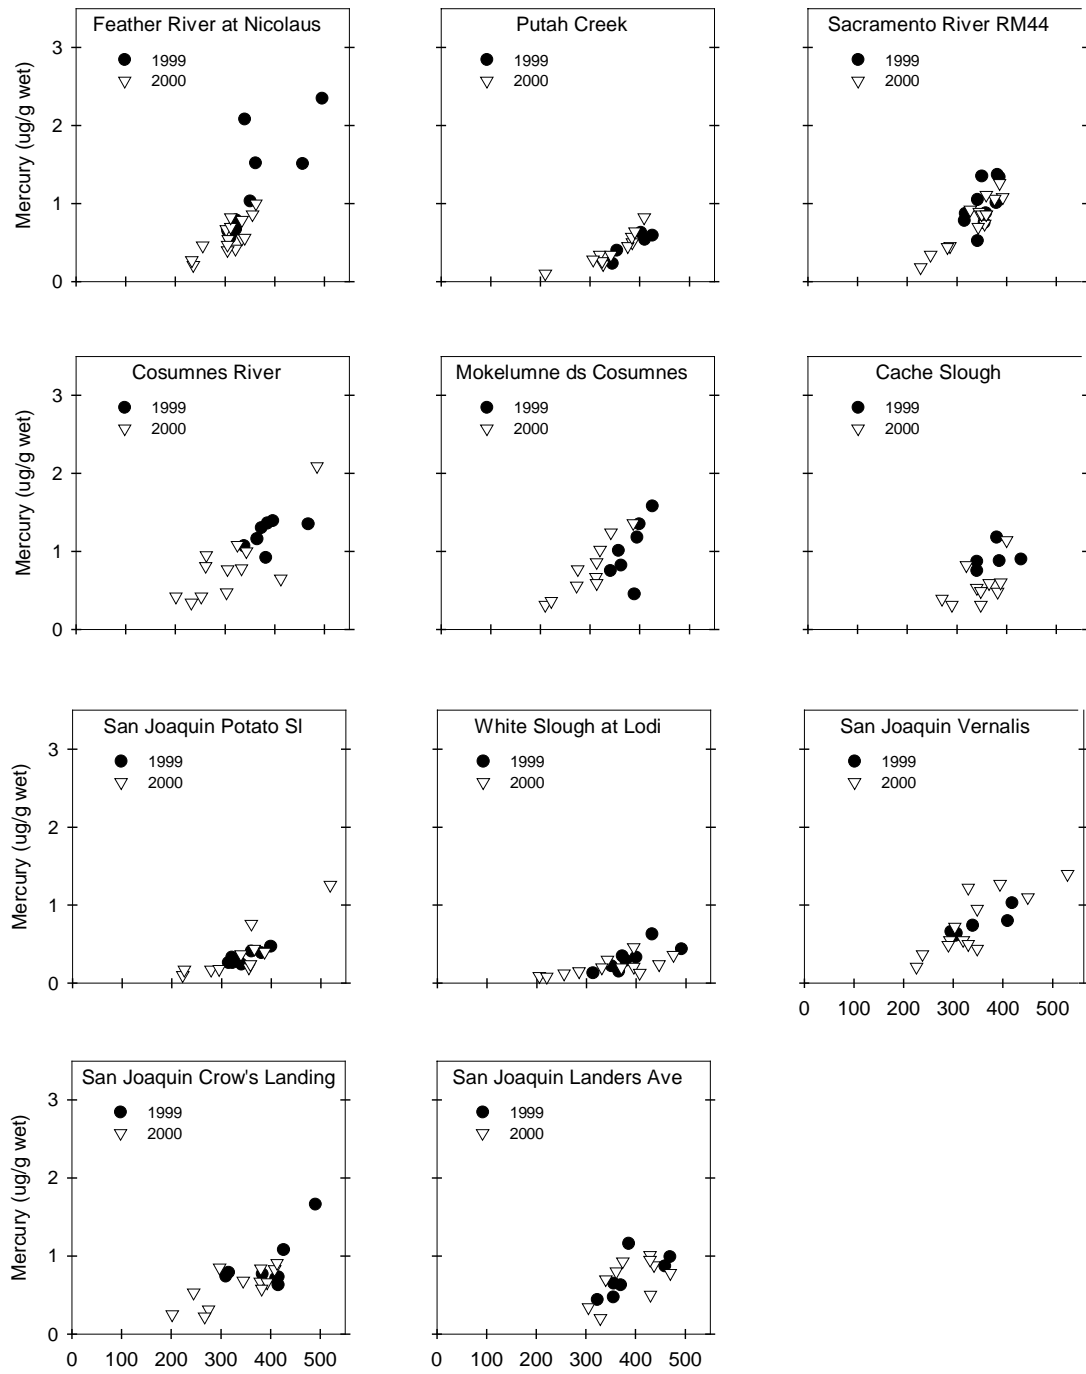 Feather River at Nicolaus
1999
2000
Mercury (ug/g wet)
3
2
1
0
Putah Creek
1999
2000
Sacramento River RM44
1999
2000
Cosumnes River
1999
2000
Mercury (ug/g wet)
3
2
1
0
Mokelumne ds Cosumnes
1999
2000
Cache Slough
1999
2000
San Joaquin Potato Sl
1999
2000
Mercury (ug/g wet)
3
2
1
0
White Slough at Lodi
1999
2000
San Joaquin Vernalis
1999
2000
0 100 200 300 400 500
San Joaquin Crow's Landing
1999
2000
Mercury (ug/g wet)
3
2
1
0
0 100 200 300 400 500
San Joaquin Landers Ave
1999
2000
0 100 200 300 400 500